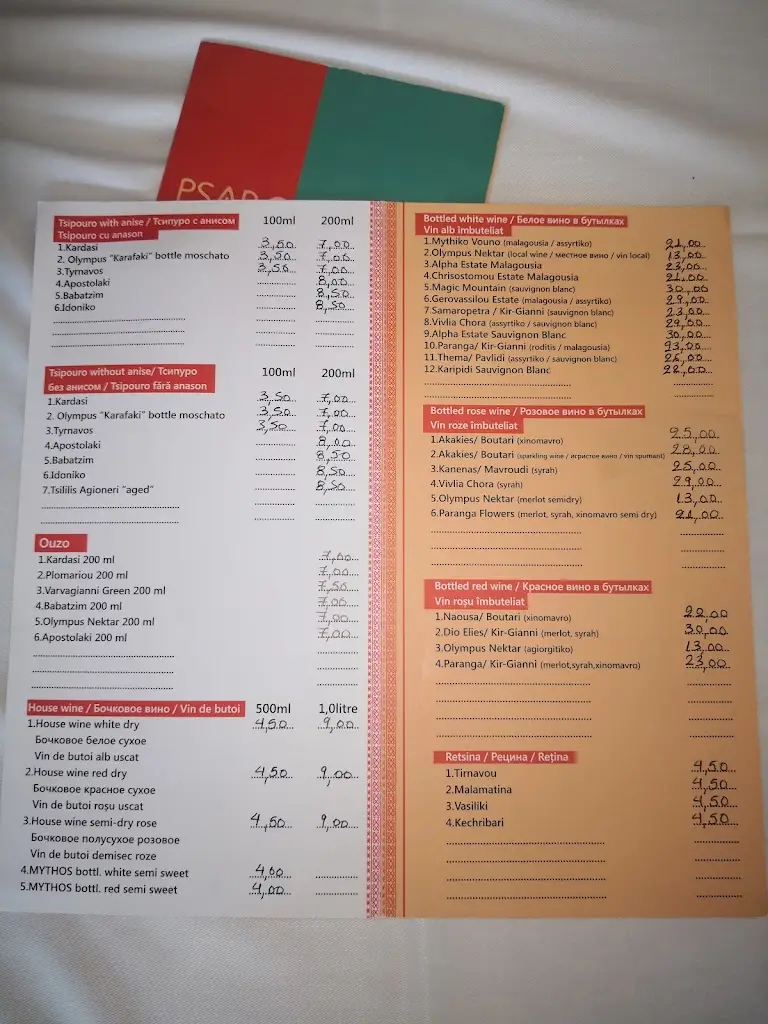 PSAR
Tsipouro with anise / Ципуро с анисом 100ml 200ml
Tsipouro cu anason
1.Kardasi 3,50 7,00
2. Olympus "Karafaki" bottle moschato 3,50 7,00
3.Tyrnavos 3,50 7,00
4.Apostolaki 8,00
5.Babatzim 8,50
6.Idoniko 8,50
Tsipouro without anise/ Тсипуро 100ml 200ml
без анисом / Tsipouro fără anason
1.Kardasi 3,50 7,00
2. Olympus "Karafaki" bottle moschato 3,50 7,00
3.Tyrnavos 3,50 7,00
4.Apostolaki 8,00
5.Babatzim 8,50
6.Idoniko 8,50
7.Tsililis Agioneri "aged" 8,50
Ouzo
1.Kardasi 200 ml 7,00
2.Plomariou 200 ml 7,00
3.Varvagianni Green 200 ml 7,50
4.Babatzim 200 ml 7,00
5.Olympus Nektar 200 ml 7,00
6.Apostolaki 200 ml 7,00
House wine / Бочковое вино / Vin de butoi 500ml 1,0litre
1.House wine white dry 4,50 9,00
Бочковое белое сухое
Vin de butoi alb uscat
2.House wine red dry 4,50 9,00
Бочковое красное сухое
Vin de butoi roșu uscat
3.House wine semi-dry rose 4,50 9,00
Бочковое полусухое розовое
Vin de butoi demisec roze
4.MYTHOS bottl. white semi sweet 4,00
5.MYTHOS bottl. red semi sweet 4,00
Bottled white wine / Белое вино в бутылках
Vin alb îmbuteliat
1.Mythiko Vouno (malagousia / assyrtiko) 21,00
2.Olympus Nektar (local wine / местное вино / vin local) 13,00
3.Alpha Estate Malagousia 23,00
4.Chrisostomou Estate Malagousia 21,00
5.Magic Mountain (sauvignon blanc) 30,00
6.Gerovassilou Estate (malagousia / assyrtiko) 29,00
7.Samaropetra / Kir-Gianni (sauvignon blanc) 23,00
8.Vivlia Chora (assyrtiko / sauvignon blanc) 29,00
9.Alpha Estate Sauvignon Blanc 30,00
10.Paranga/ Kir-Gianni (roditis / malagousia)
11.Thema/ Pavlidi (assyrtiko / sauvignon blanc)
12.Karipidi Sauvignon Blanc
Bottled rose wine / Розовое вино в бутылках
Vin roze îmbuteliat
1.Akakies/ Boutari (xinomavro) 25,00
2.Akakies/ Boutari (sparkling wine / игристое вино / vin spumant) 28,00
3.Kanenas/ Mavroudi (syrah) 25,00
4.Vivlia Chora (syrah) 29,00
5.Olympus Nektar (merlot semidry) 13,00
6.Paranga Flowers (merlot, syrah, xinomavro semi dry) 21,00
Bottled red wine / Красное вино в бутылках
Vin roșu îmbuteliat
1.Naousa/ Boutari (xinomavro) 22,00
2.Dio Elies/ Kir-Gianni (merlot, syrah) 30,00
3.Olympus Nektar (agiorgitiko) 13,00
4.Paranga/ Kir-Gianni (merlot,syrah,xinomavro) 23,00
Retsina / Рецина / Rețina
1.Tirnavou 4,50
2.Malamatina 4,50
3.Vasiliki 4,50
4.Kechribari 4,50